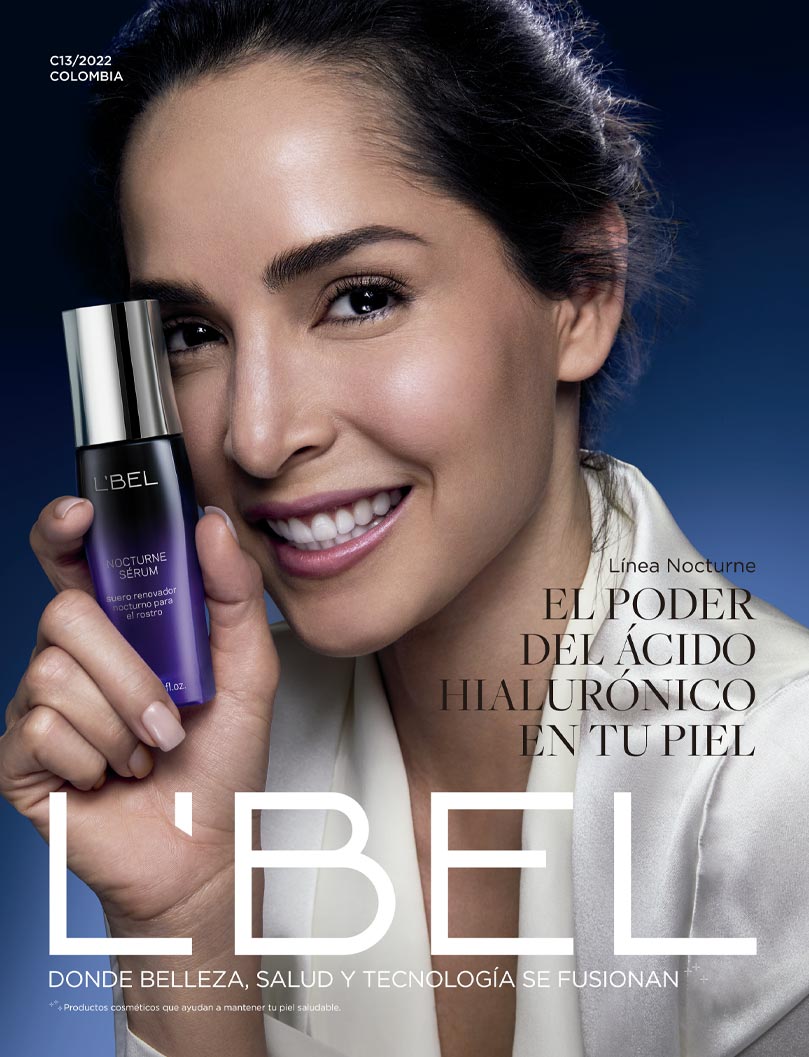 C13/2022
COLOMBIA
L'BEL
NOCTURNE
SÉRUM
suero renovador
nocturno para
el rostro
fl.oz.
Línea Nocturne
EL PODER
DEL ÁCIDO
HIALURÓNICO
EN TU PIEL
L'BEL
DONDE BELLEZA, SALUD Y TECNOLOGÍA SE FUSIONAN
Productos cosméticos que ayudan a mantener tu piel saludable.